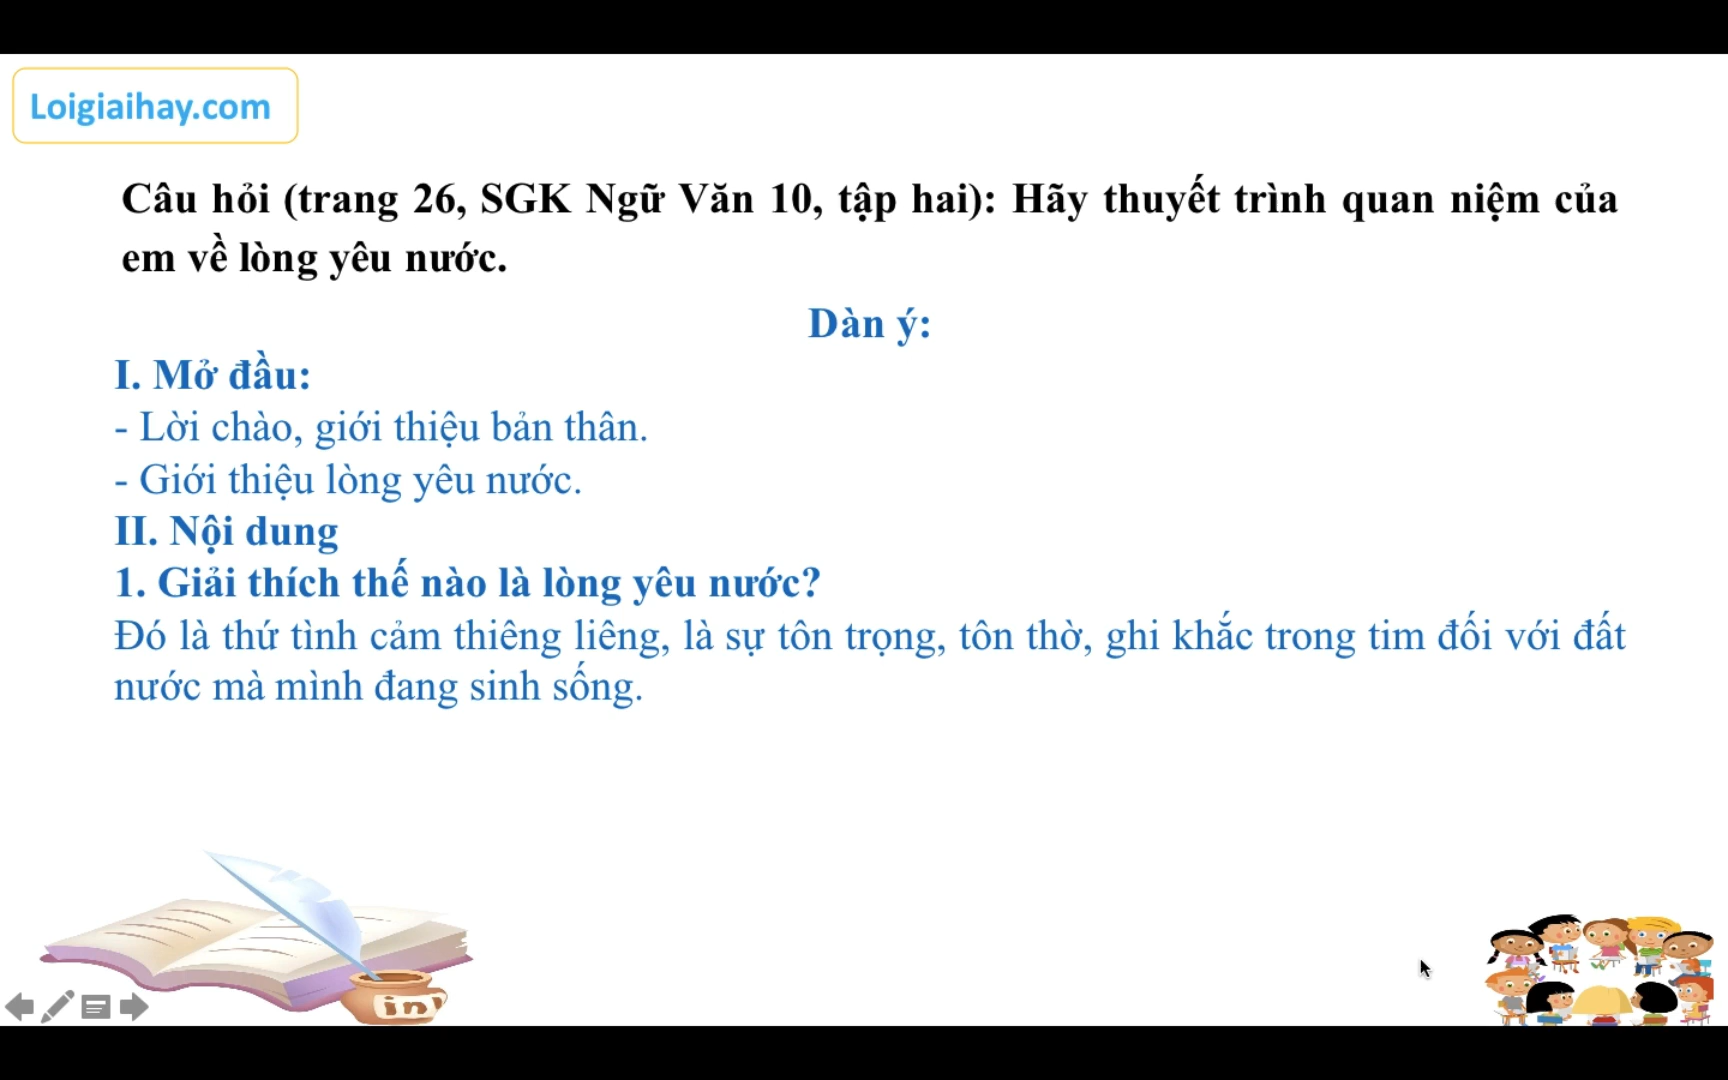 Loigiaihay.com
Câu hỏi (trang 26, SGK Ngữ Văn 10, tập hai): Hãy thuyết trình quan niệm của
em về lòng yêu nước.
Dàn ý:
I. Mở đầu:
- Lời chào, giới thiệu bản thân.
- Giới thiệu lòng yêu nước.
II. Nội dung
1. Giải thích thế nào là lòng yêu nước?
Đó là thứ tình cảm thiêng liêng, là sự tôn trọng, tôn thờ, ghi khắc trong tim đối với đất
nước mà mình đang sinh sống.
in